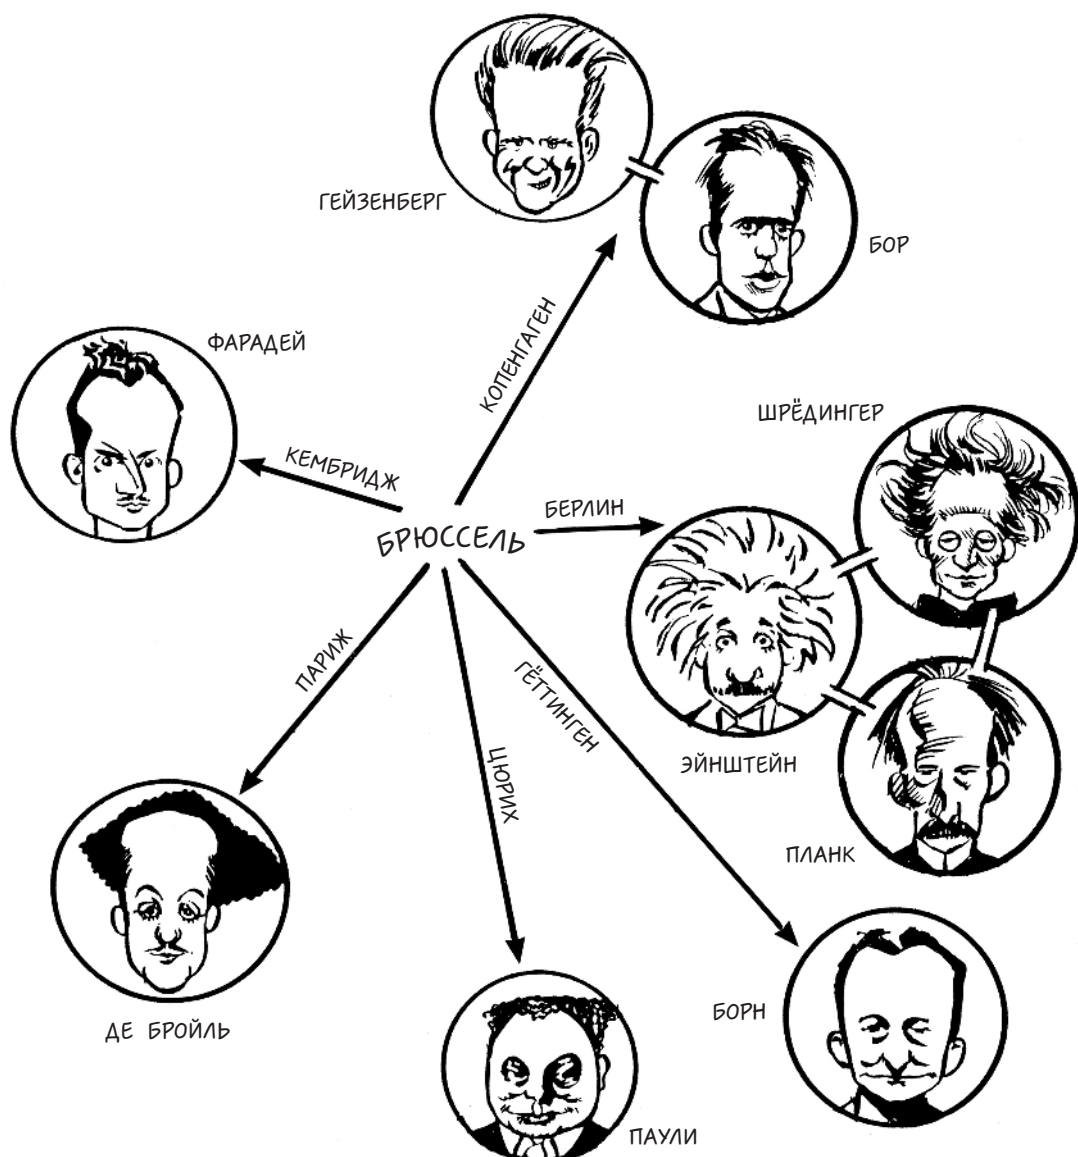 ГЕЙЗЕНБЕРГ
БОР
ФАРАДЕЙ
КОПЕНГАГЕН
ШРЁДИНГЕР
КЕМБРИДЖ
БЕРЛИН
БРЮССЕЛЬ
ПАРИЖ
ГЁТТИНГЕН
ЦЮРИХ
ЭЙНШТЕЙН
ПЛАНК
ДЕ БРОЙЛЬ
БОРН
ПАУЛИ